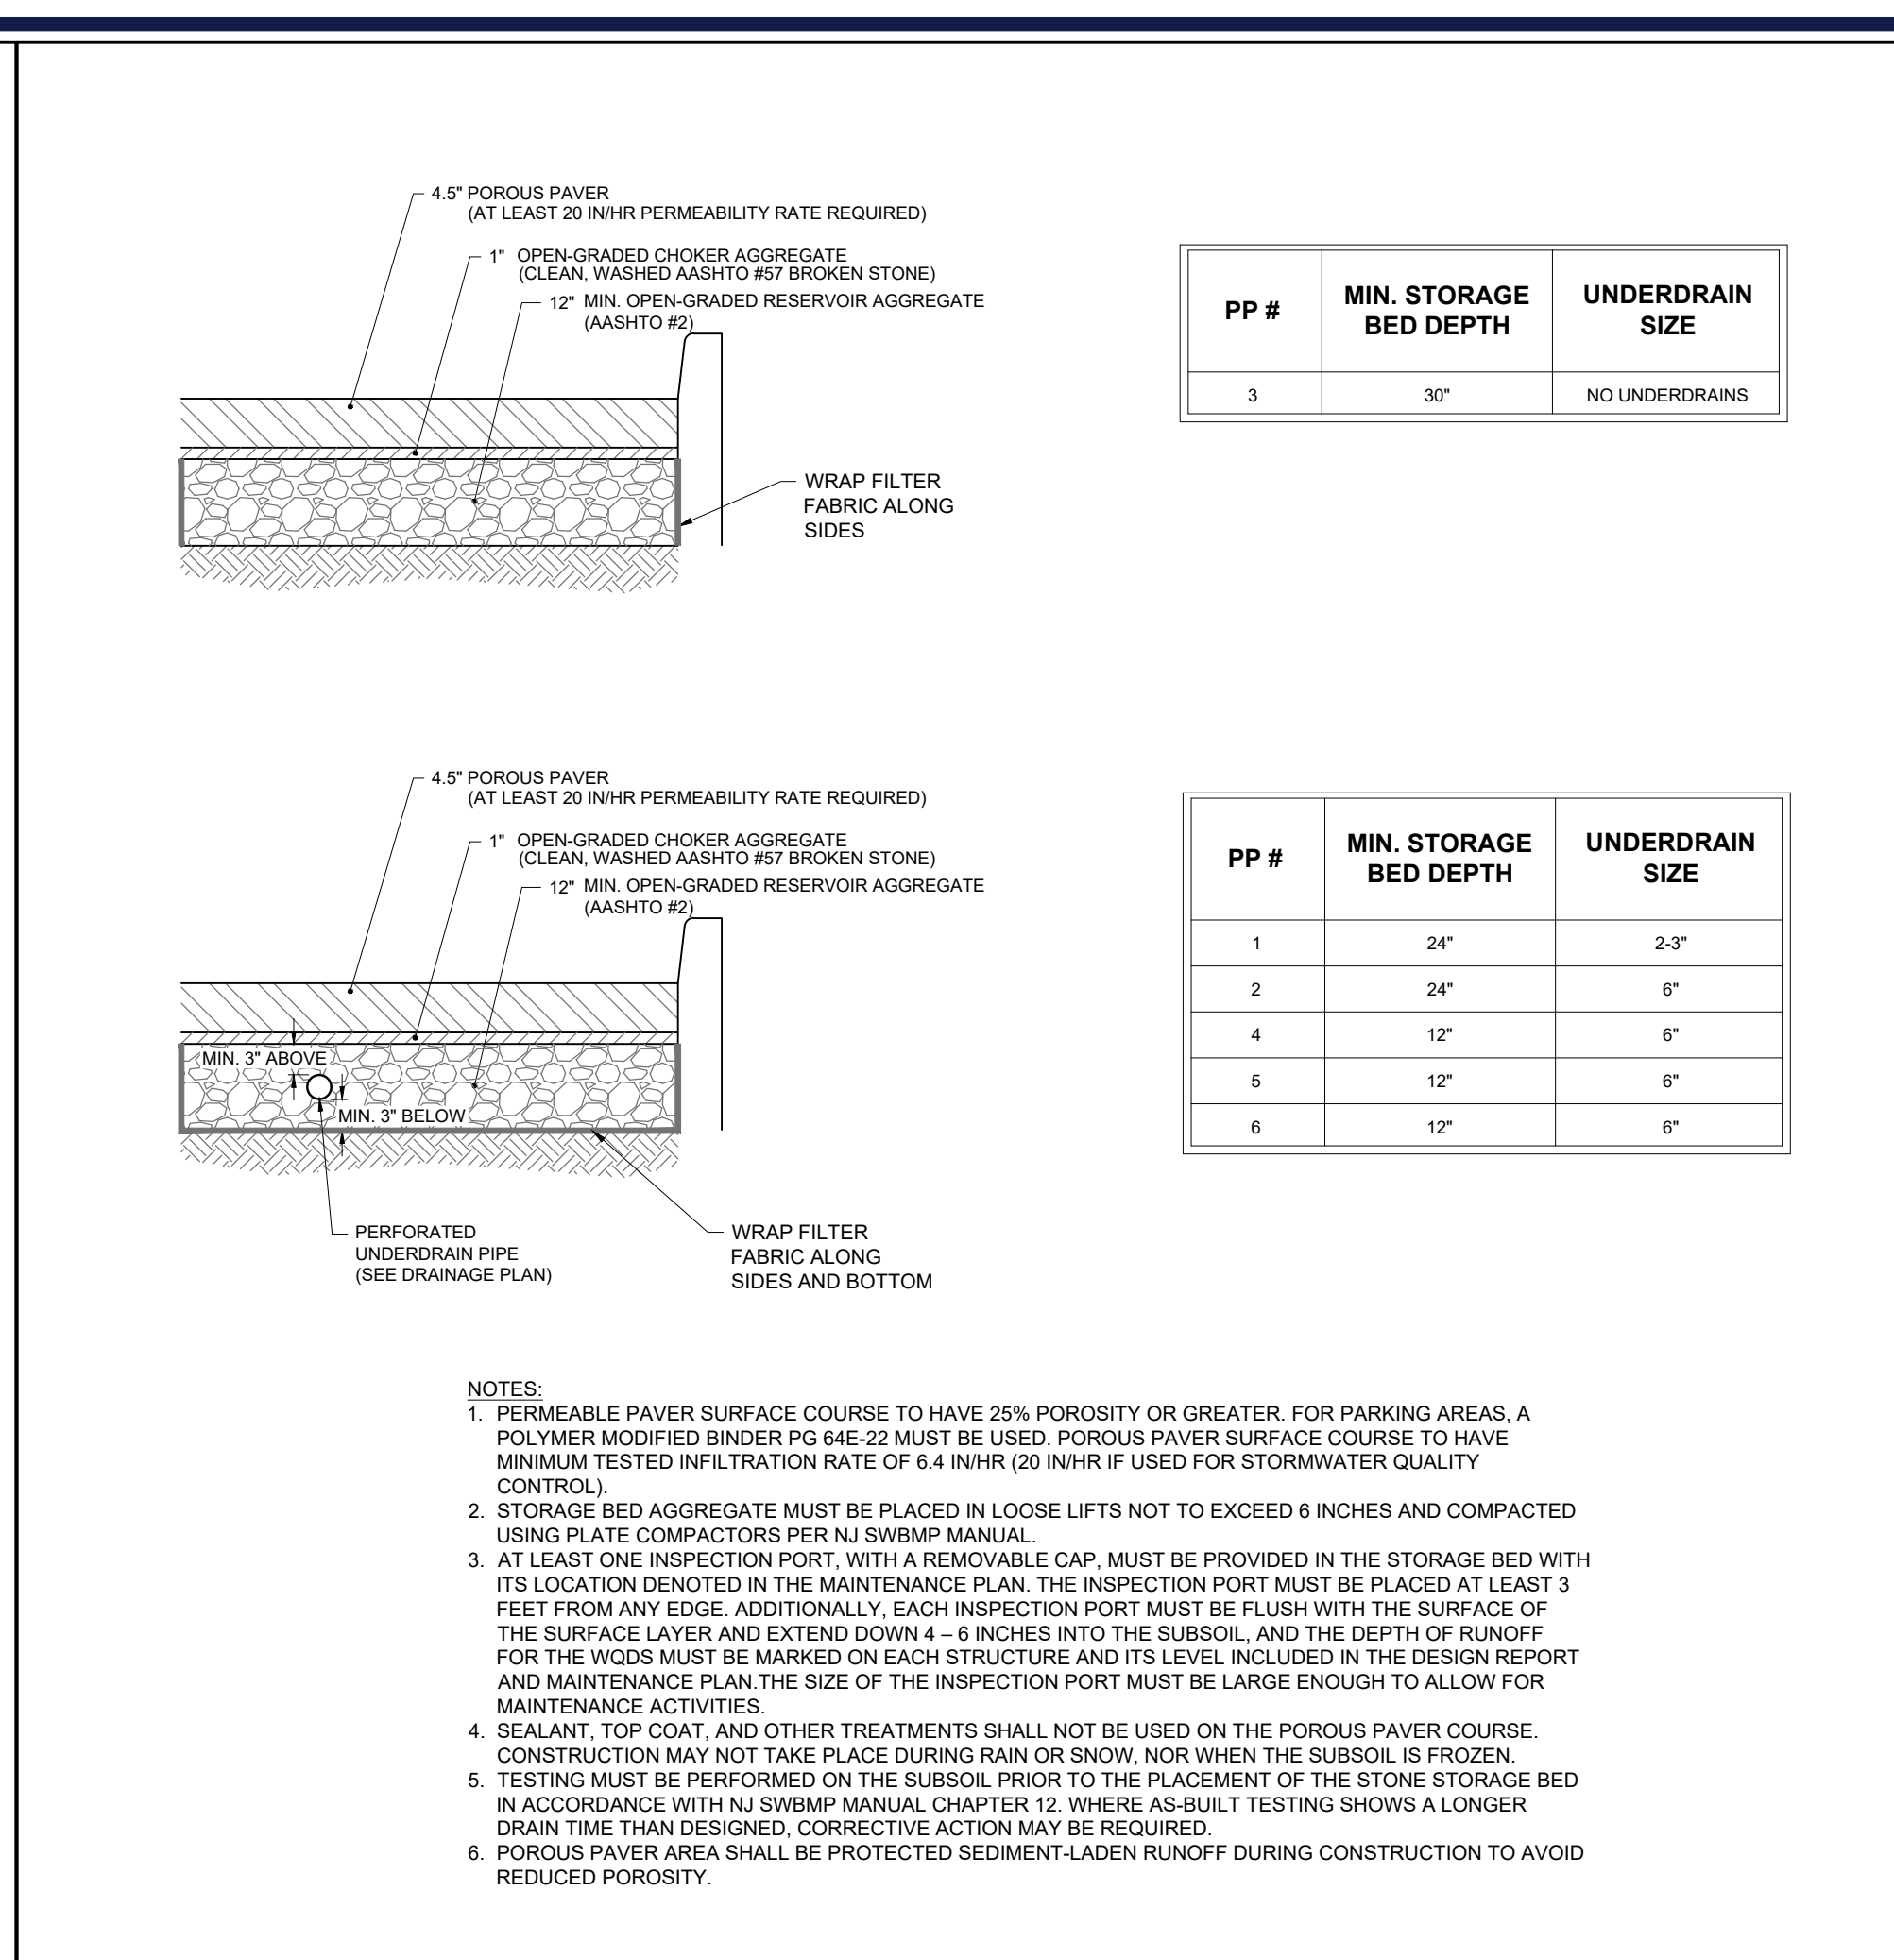 4.5" POROUS PAVER
(AT LEAST 20 IN/HR PERMEABILITY RATE REQUIRED)
1" OPEN-GRADED CHOKER AGGREGATE
(CLEAN, WASHED AASHTO #57 BROKEN STONE)
12" MIN. OPEN-GRADED RESERVOIR AGGREGATE
(AASHTO #2)
WRAP FILTER
FABRIC ALONG
SIDES
PP # MIN. STORAGE BED DEPTH UNDERDRAIN SIZE
3 30" NO UNDERDRAINS
4.5" POROUS PAVER
(AT LEAST 20 IN/HR PERMEABILITY RATE REQUIRED)
1" OPEN-GRADED CHOKER AGGREGATE
(CLEAN, WASHED AASHTO #57 BROKEN STONE)
12" MIN. OPEN-GRADED RESERVOIR AGGREGATE
(AASHTO #2)
MIN. 3" ABOVE
MIN. 3" BELOW
PERFORATED
UNDERDRAIN PIPE
(SEE DRAINAGE PLAN)
WRAP FILTER
FABRIC ALONG
SIDES AND BOTTOM
PP # MIN. STORAGE BED DEPTH UNDERDRAIN SIZE
1 24" 2-3"
2 24" 6"
4 12" 6"
5 12" 6"
6 12" 6"
NOTES:
1. PERMEABLE PAVER SURFACE COURSE TO HAVE 25% POROSITY OR GREATER. FOR PARKING AREAS, A
POLYMER MODIFIED BINDER PG 64E-22 MUST BE USED. POROUS PAVER SURFACE COURSE TO HAVE
MINIMUM TESTED INFILTRATION RATE OF 6.4 IN/HR (20 IN/HR IF USED FOR STORMWATER QUALITY
CONTROL).
2. STORAGE BED AGGREGATE MUST BE PLACED IN LOOSE LIFTS NOT TO EXCEED 6 INCHES AND COMPACTED
USING PLATE COMPACTORS PER NJ SWBMP MANUAL.
3. AT LEAST ONE INSPECTION PORT, WITH A REMOVABLE CAP, MUST BE PROVIDED IN THE STORAGE BED WITH
ITS LOCATION DENOTED IN THE MAINTENANCE PLAN. THE INSPECTION PORT MUST BE PLACED AT LEAST 3
FEET FROM ANY EDGE. ADDITIONALLY, EACH INSPECTION PORT MUST BE FLUSH WITH THE SURFACE OF
THE SURFACE LAYER AND EXTEND DOWN 4 – 6 INCHES INTO THE SUBSOIL, AND THE DEPTH OF RUNOFF
FOR THE WQDS MUST BE MARKED ON EACH STRUCTURE AND ITS LEVEL INCLUDED IN THE DESIGN REPORT
AND MAINTENANCE PLAN.THE SIZE OF THE INSPECTION PORT MUST BE LARGE ENOUGH TO ALLOW FOR
MAINTENANCE ACTIVITIES.
4. SEALANT, TOP COAT, AND OTHER TREATMENTS SHALL NOT BE USED ON THE POROUS PAVER COURSE.
CONSTRUCTION MAY NOT TAKE PLACE DURING RAIN OR SNOW, NOR WHEN THE SUBSOIL IS FROZEN.
5. TESTING MUST BE PERFORMED ON THE SUBSOIL PRIOR TO THE PLACEMENT OF THE STONE STORAGE BED
IN ACCORDANCE WITH NJ SWBMP MANUAL CHAPTER 12. WHERE AS-BUILT TESTING SHOWS A LONGER
DRAIN TIME THAN DESIGNED, CORRECTIVE ACTION MAY BE REQUIRED.
6. POROUS PAVER AREA SHALL BE PROTECTED SEDIMENT-LADEN RUNOFF DURING CONSTRUCTION TO AVOID
REDUCED POROSITY.